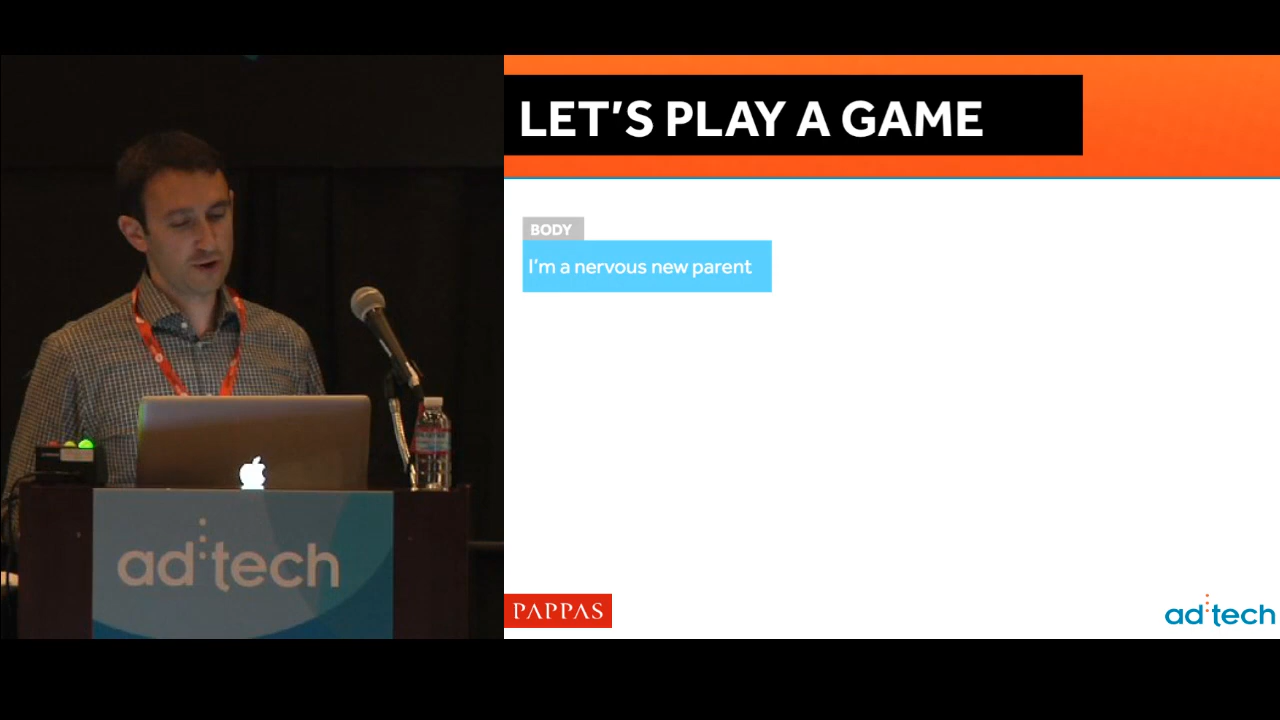 LET'S PLAY A GAME
BODY
I'm a nervous new parent
ad:tech
PAPPAS
ad:tech